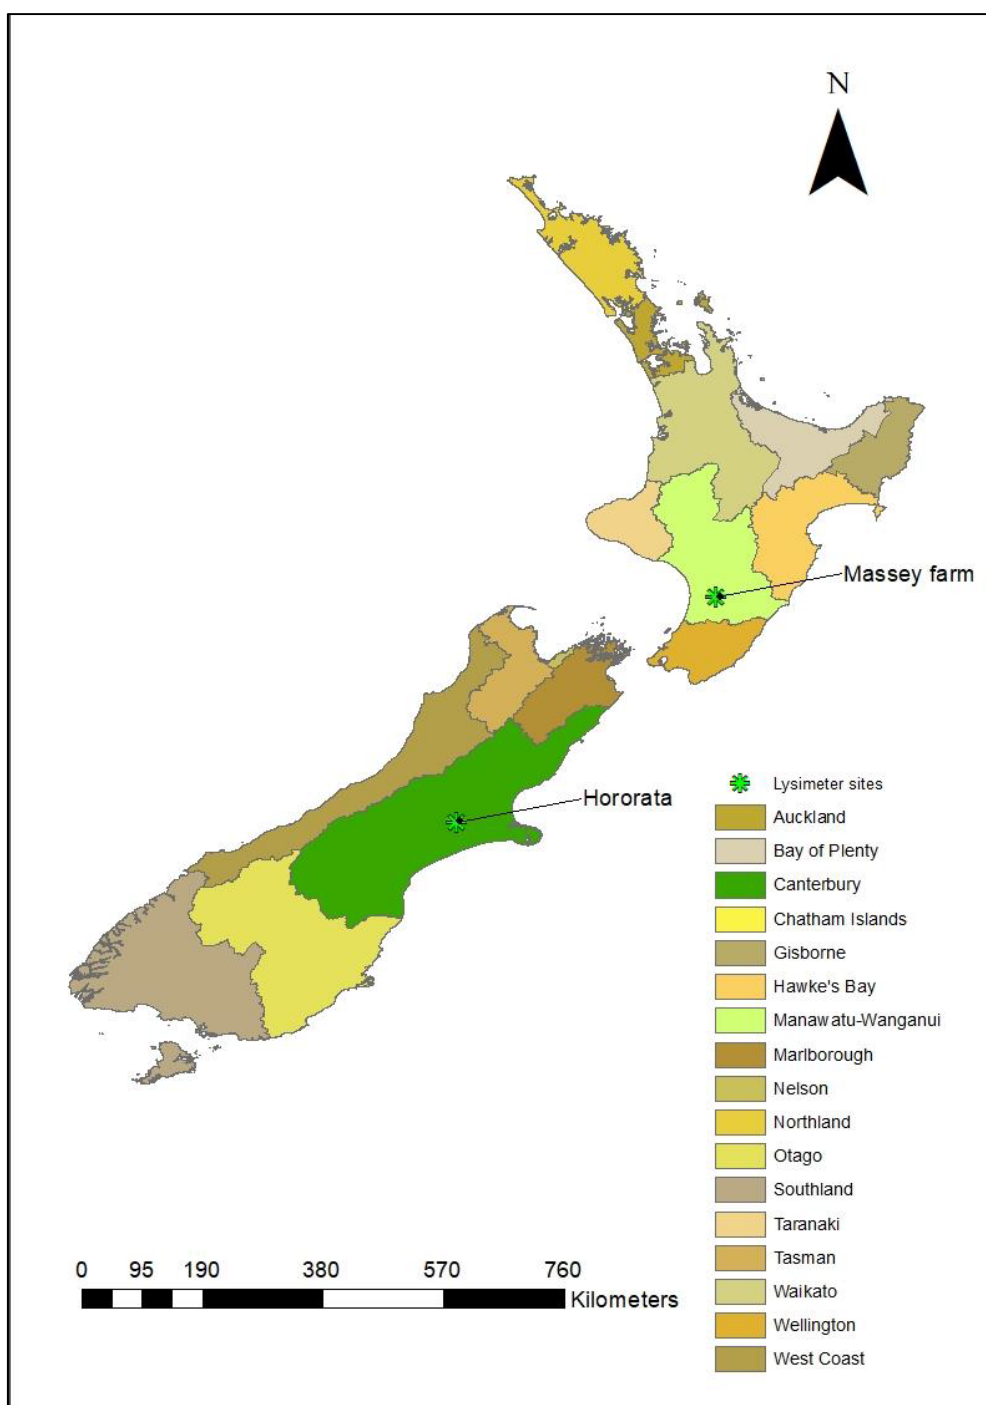 N
Massey farm
Hororata
Lysimeter sites
Auckland
Bay of Plenty
Canterbury
Chatham Islands
Gisborne
Hawke's Bay
Manawatu-Wanganui
Marlborough
Nelson
Northland
Otago
Southland
Taranaki
Tasman
Waikato
Wellington
West Coast
0 95 190 380 570 760
Kilometers